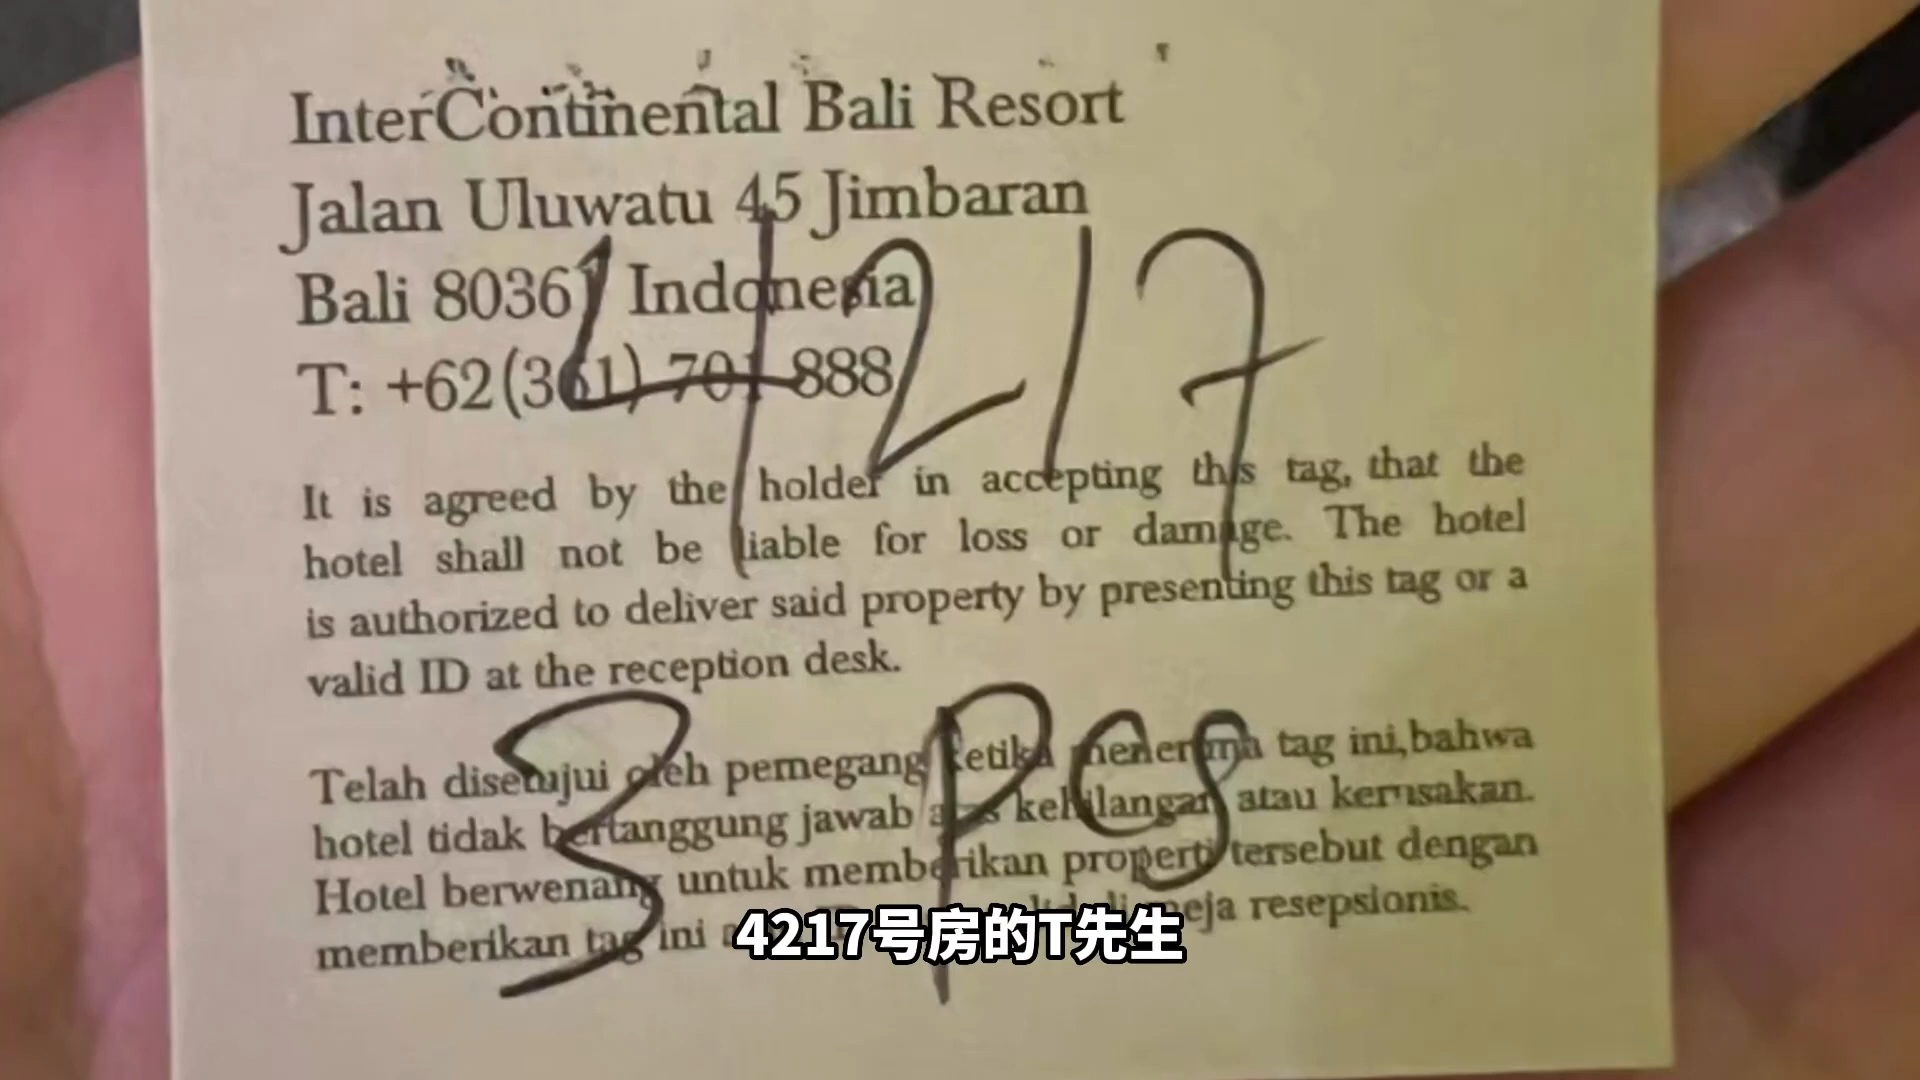 InterContinental Bali Resort
Jalan Uluwatu 45 Jimbaran
Bali 80361 Indonesia
T: +62(361) 701 888
4217
It is agreed by the holder in accepting this tag, that the
hotel shall not be liable for loss or damage. The hotel
is authorized to deliver said property by presenting this tag or a
valid ID at the reception desk.
3 Pcs
Telah disetujui oleh pemegang ketika menerima tag ini,bahwa
hotel tidak bertanggung jawab atas kehilangan atau kerusakan.
Hotel berwenang untuk memberikan properti tersebut dengan
memberikan tag ini meja resepsionis.
4217号房的T先生